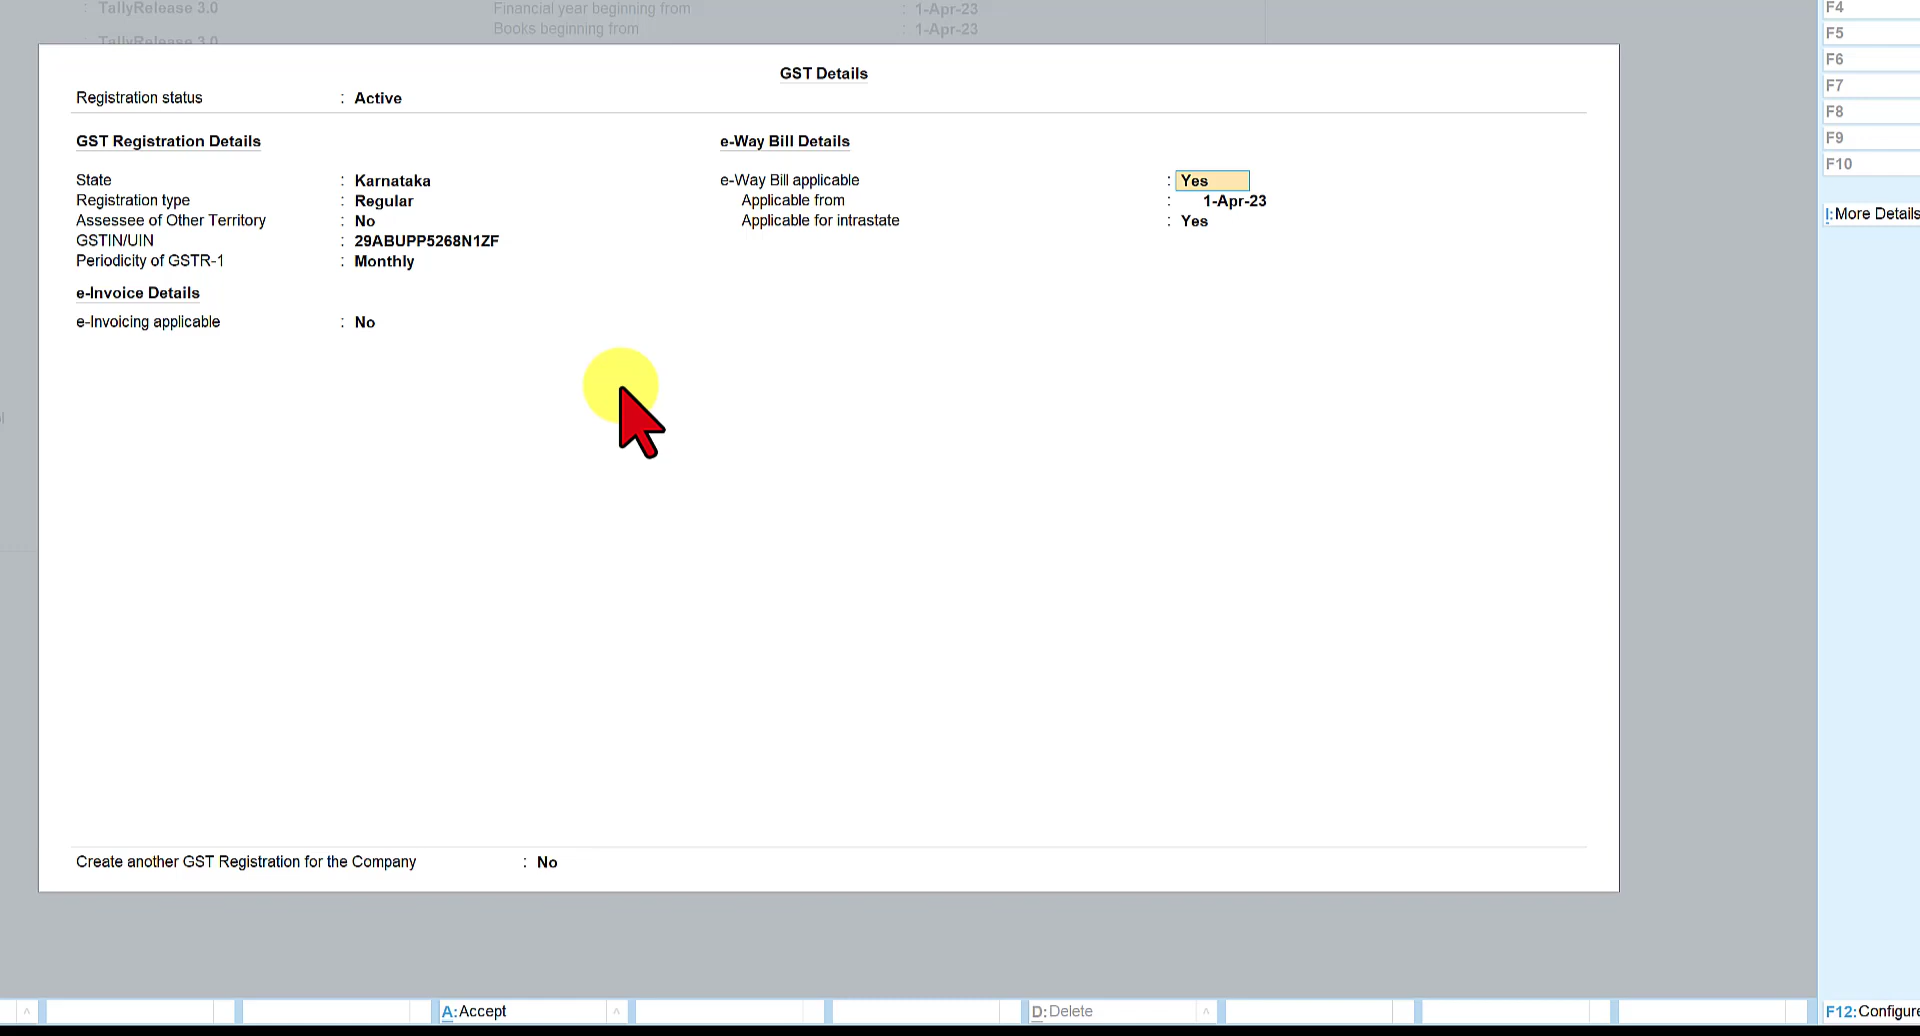 : TallyRelease 3.0 Financial year beginning from : 1-Apr-23
Books beginning from : 1-Apr-23
: TallyRelease 3.0
GST Details
Registration status : Active
GST Registration Details
State : Karnataka
Registration type : Regular
Assessee of Other Territory : No
GSTIN/UIN : 29ABUPP5268N1ZF
Periodicity of GSTR-1 : Monthly
e-Invoice Details
e-Invoicing applicable : No
e-Way Bill Details
e-Way Bill applicable : Yes
Applicable from : 1-Apr-23
Applicable for intrastate : Yes
Create another GST Registration for the Company : No
F4
F5
F6
F7
F8
F9
F10
I:More Details
A:Accept
D:Delete
F12:Configure